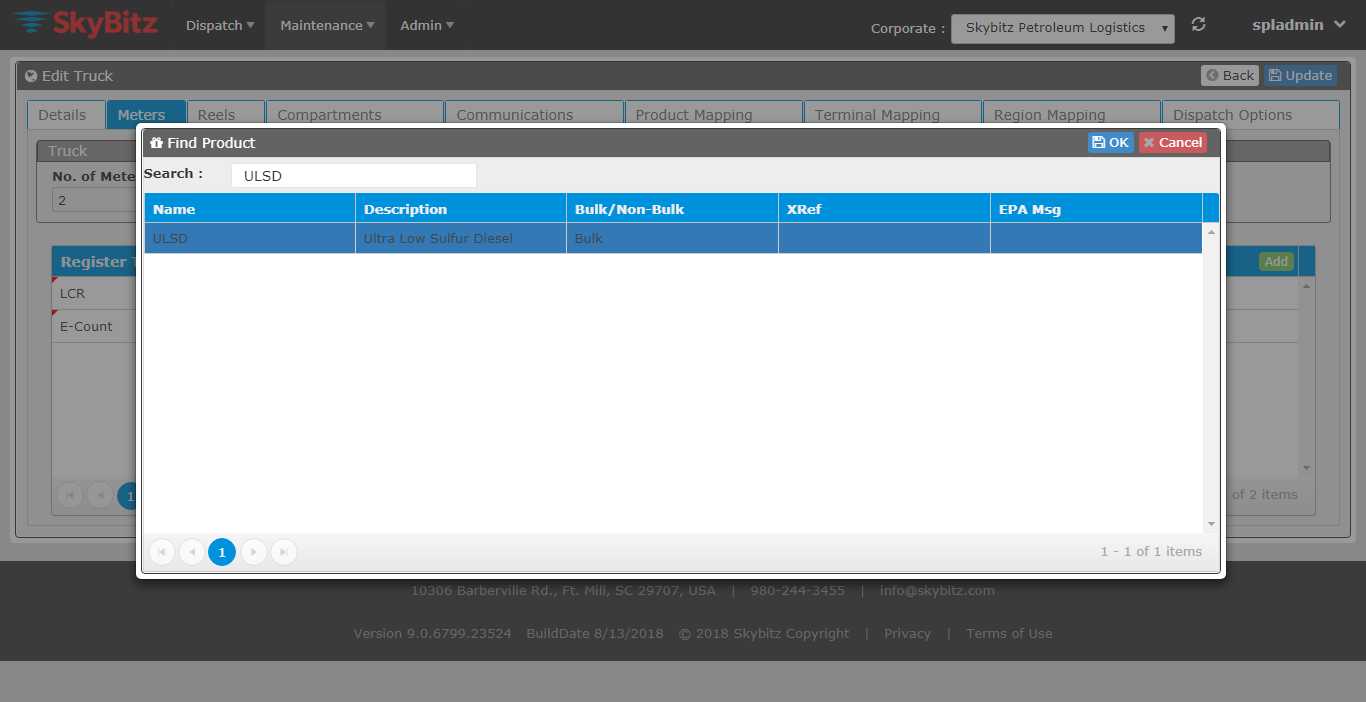 SkyBitz Dispatch Maintenance Admin Corporate : Skybitz Petroleum Logistics spladmin
Edit Truck Back Update
Details Meters Reels Compartments Communications Product Mapping Terminal Mapping Region Mapping Dispatch Options
Find Product OK Cancel
Truck
Search : ULSD
No. of Mete
2
Name Description Bulk/Non-Bulk XRef EPA Msg
ULSD Ultra Low Sulfur Diesel Bulk
Register Add
LCR
E-Count
1 of 2 items
1 1 - 1 of 1 items
10306 Barberville Rd., Ft. Mill, SC 29707, USA | 980-244-3455 | info@skybitz.com
Version 9.0.6799.23524 BuildDate 8/13/2018 © 2018 Skybitz Copyright | Privacy | Terms of Use